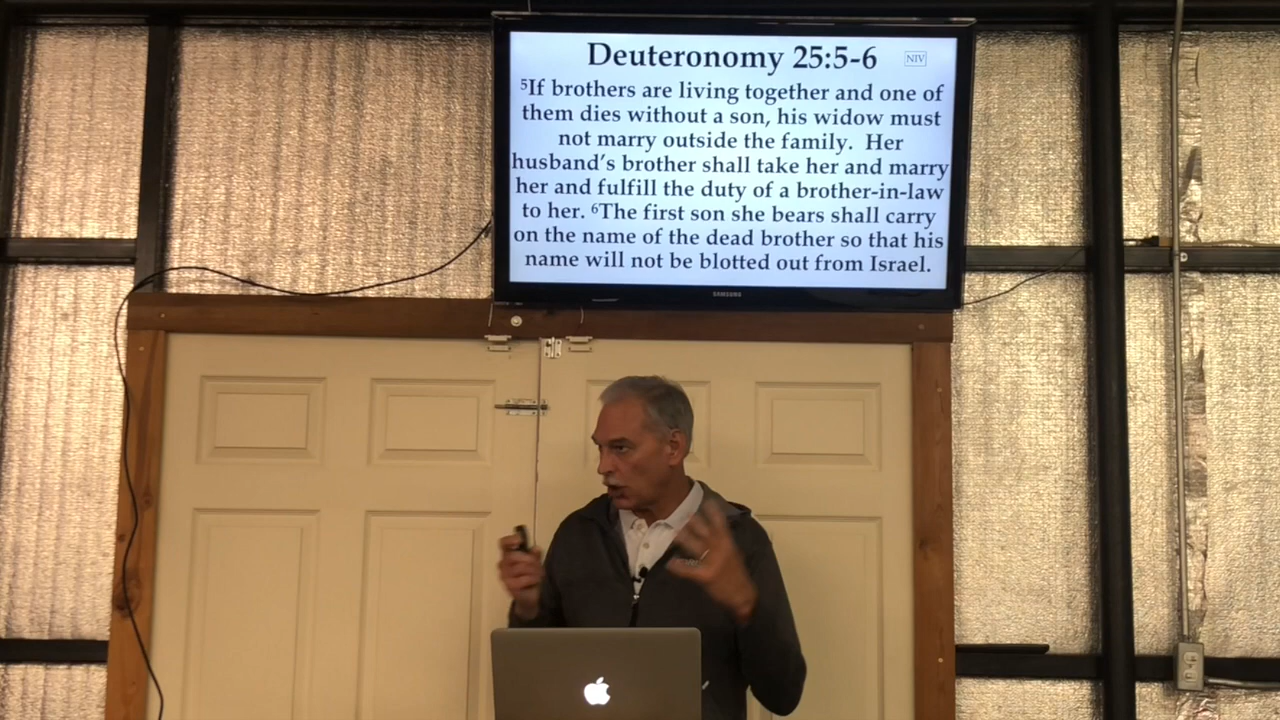 Deuteronomy 25:5-6 NIV
⁵If brothers are living together and one of
them dies without a son, his widow must
not marry outside the family. Her
husband's brother shall take her and marry
her and fulfill the duty of a brother-in-law
to her. ⁶The first son she bears shall carry
on the name of the dead brother so that his
name will not be blotted out from Israel.
SAMSUNG